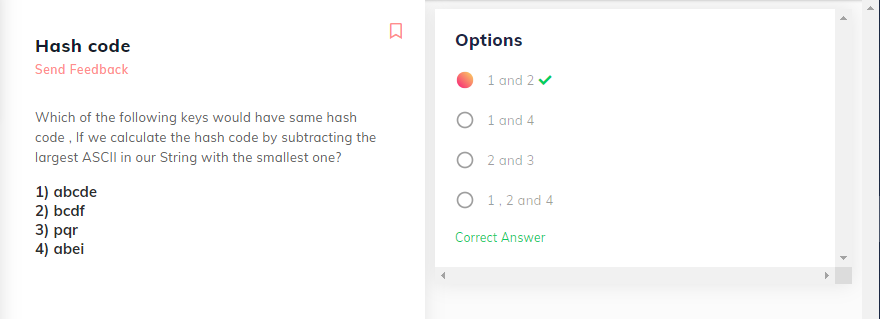 Hash code
Send Feedback
Which of the following keys would have same hash
code , If we calculate the hash code by subtracting the
largest ASCII in our String with the smallest one?
1) abcde
2) bcdf
3) pqr
4) abei
Options
1 and 2
1 and 4
2 and 3
1 , 2 and 4
Correct Answer